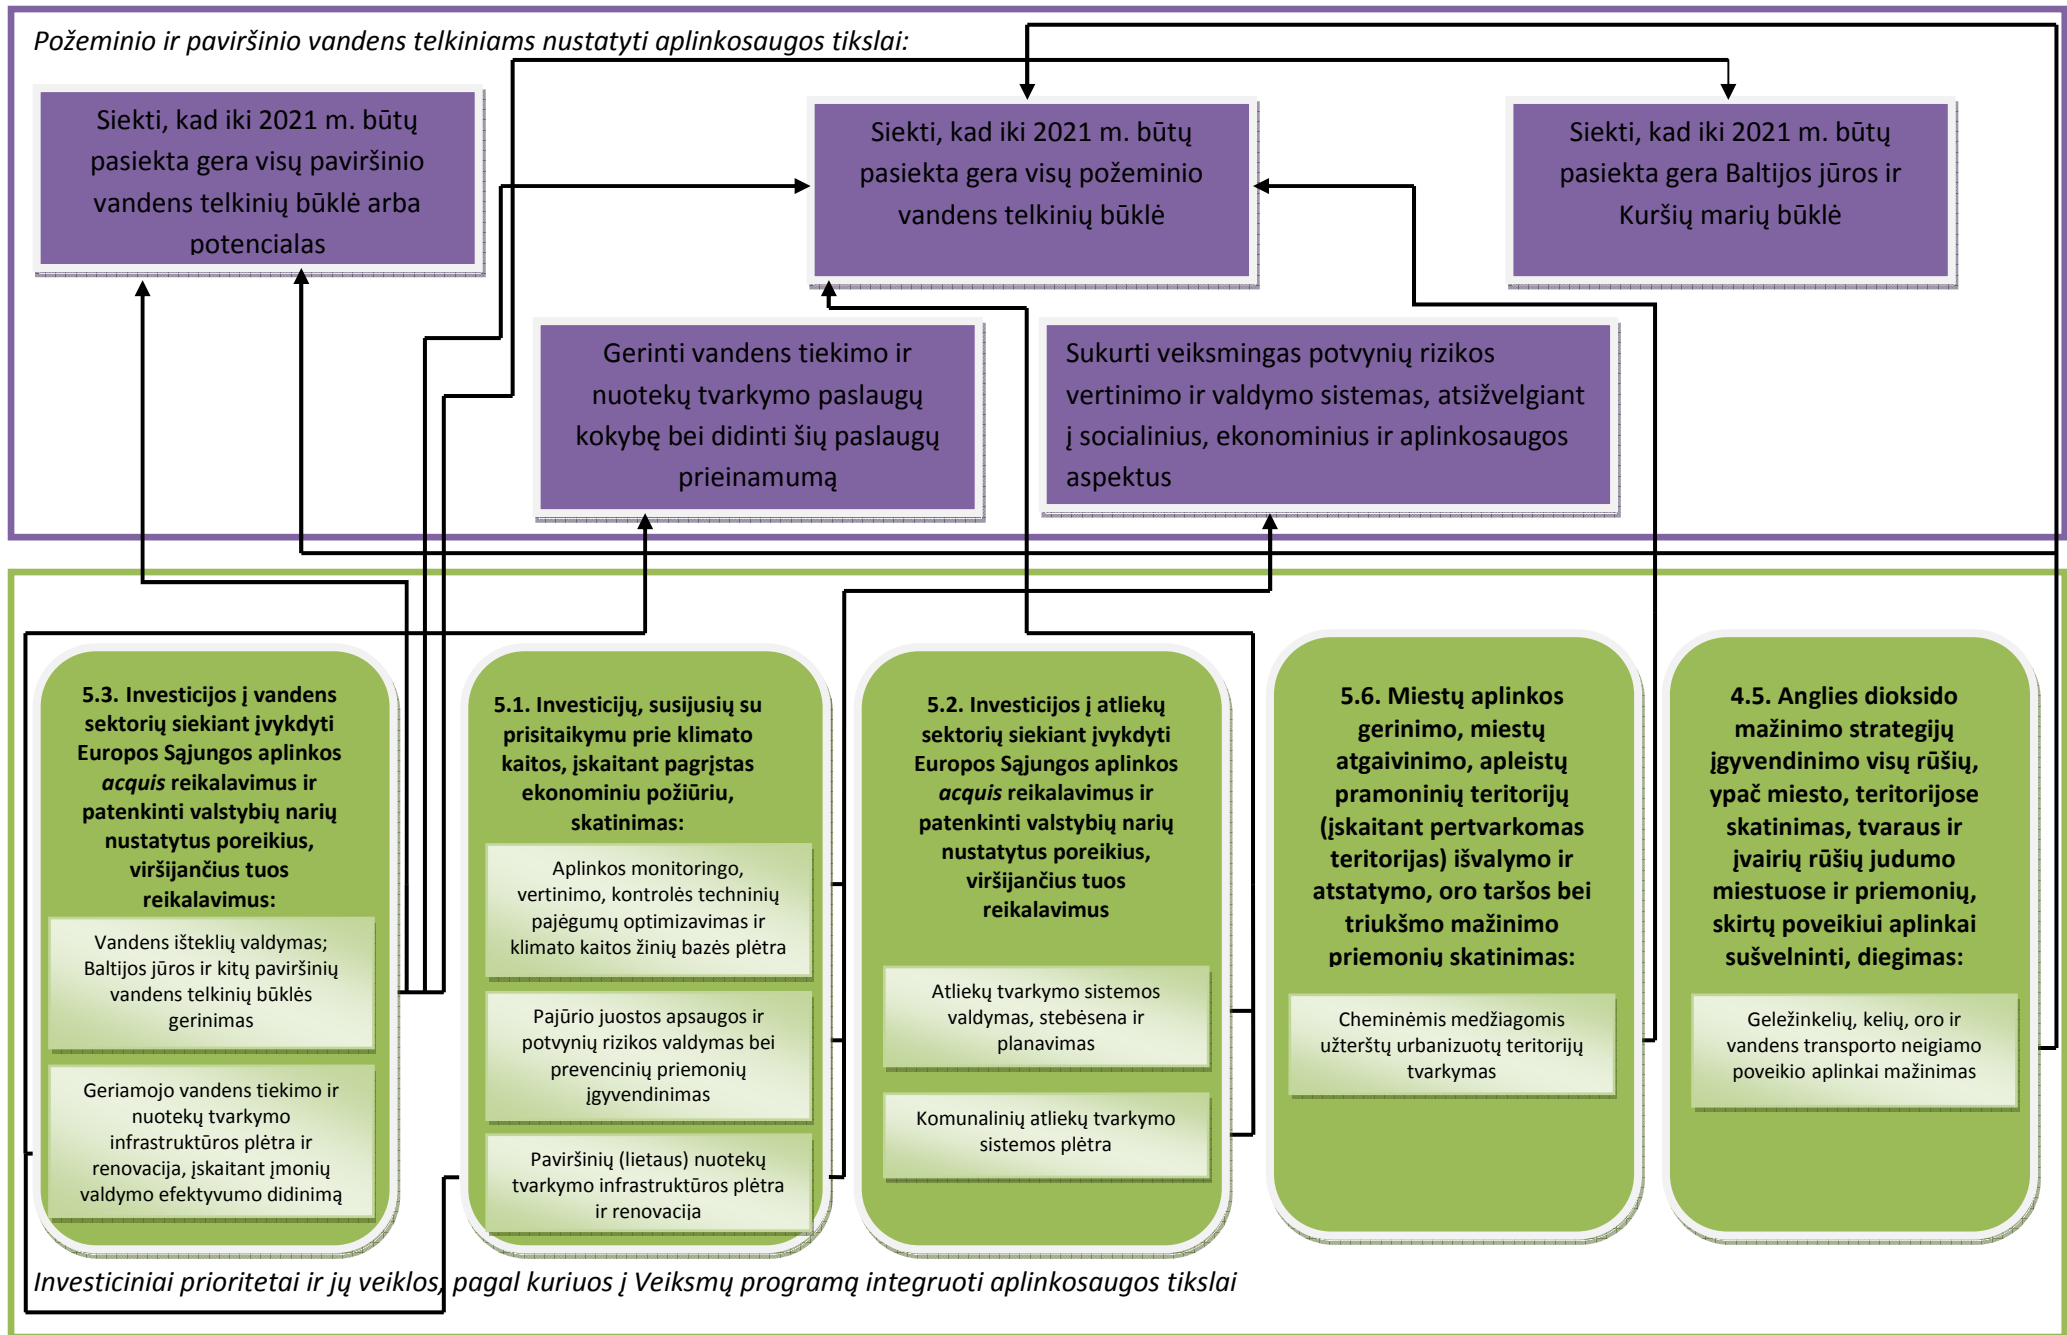 Požeminio ir paviršinio vandens telkiniams nustatyti aplinkosaugos tikslai:
Siekti, kad iki 2021 m. būtų
pasiekta gera visų paviršinio
vandens telkinių būklė arba
potencialas
Siekti, kad iki 2021 m. būtų
pasiekta gera visų požeminio
vandens telkinių būklė
Siekti, kad iki 2021 m. būtų
pasiekta gera Baltijos jūros ir
Kuršių marių būklė
Gerinti vandens tiekimo ir
nuotekų tvarkymo paslaugų
kokybę bei didinti šių paslaugų
prieinamumą
Sukurti veiksmingas potvynių rizikos
vertinimo ir valdymo sistemas, atsižvelgiant
į socialinius, ekonominius ir aplinkosaugos
aspektus
5.3. Investicijos į vandens
sektorių siekiant įvykdyti
Europos Sąjungos aplinkos
acquis reikalavimus ir
patenkinti valstybių narių
nustatytus poreikius,
viršijančius tuos
reikalavimus:
Vandens išteklių valdymas;
Baltijos jūros ir kitų paviršinių
vandens telkinių būklės
gerinimas
Geriamojo vandens tiekimo ir
nuotekų tvarkymo
infrastruktūros plėtra ir
renovacija, įskaitant įmonių
valdymo efektyvumo didinimą
5.1. Investicijų, susijusių su
prisitaikymu prie klimato
kaitos, įskaitant pagrįstas
ekonominiu požiūriu,
skatinimas:
Aplinkos monitoringo,
vertinimo, kontrolės techninių
pajėgumų optimizavimas ir
klimato kaitos žinių bazės plėtra
Pajūrio juostos apsaugos ir
potvynių rizikos valdymas bei
prevencinių priemonių
įgyvendinimas
Paviršinių (lietaus) nuotekų
tvarkymo infrastruktūros plėtra
ir renovacija
5.2. Investicijos į atliekų
sektorių siekiant įvykdyti
Europos Sąjungos aplinkos
acquis reikalavimus ir
patenkinti valstybių narių
nustatytus poreikius,
viršijančius tuos
reikalavimus
Atliekų tvarkymo sistemos
valdymas, stebėsena ir
planavimas
Komunalinių atliekų tvarkymo
sistemos plėtra
5.6. Miestų aplinkos
gerinimo, miestų
atgaivinimo, apleistų
pramoninių teritorijų
(įskaitant pertvarkomas
teritorijas) išvalymo ir
atstatymo, oro taršos bei
triukšmo mažinimo
priemonių skatinimas:
Cheminėmis medžiagomis
užterštų urbanizuotų teritorijų
tvarkymas
4.5. Anglies dioksido
mažinimo strategijų
įgyvendinimo visų rūšių,
ypač miesto, teritorijose
skatinimas, tvaraus ir
įvairių rūšių judumo
miestuose ir priemonių,
skirtų poveikiui aplinkai
sušvelninti, diegimas:
Geležinkelių, kelių, oro ir
vandens transporto neigiamo
poveikio aplinkai mažinimas
Investiciniai prioritetai ir jų veiklos, pagal kuriuos į Veiksmų programą integruoti aplinkosaugos tikslai